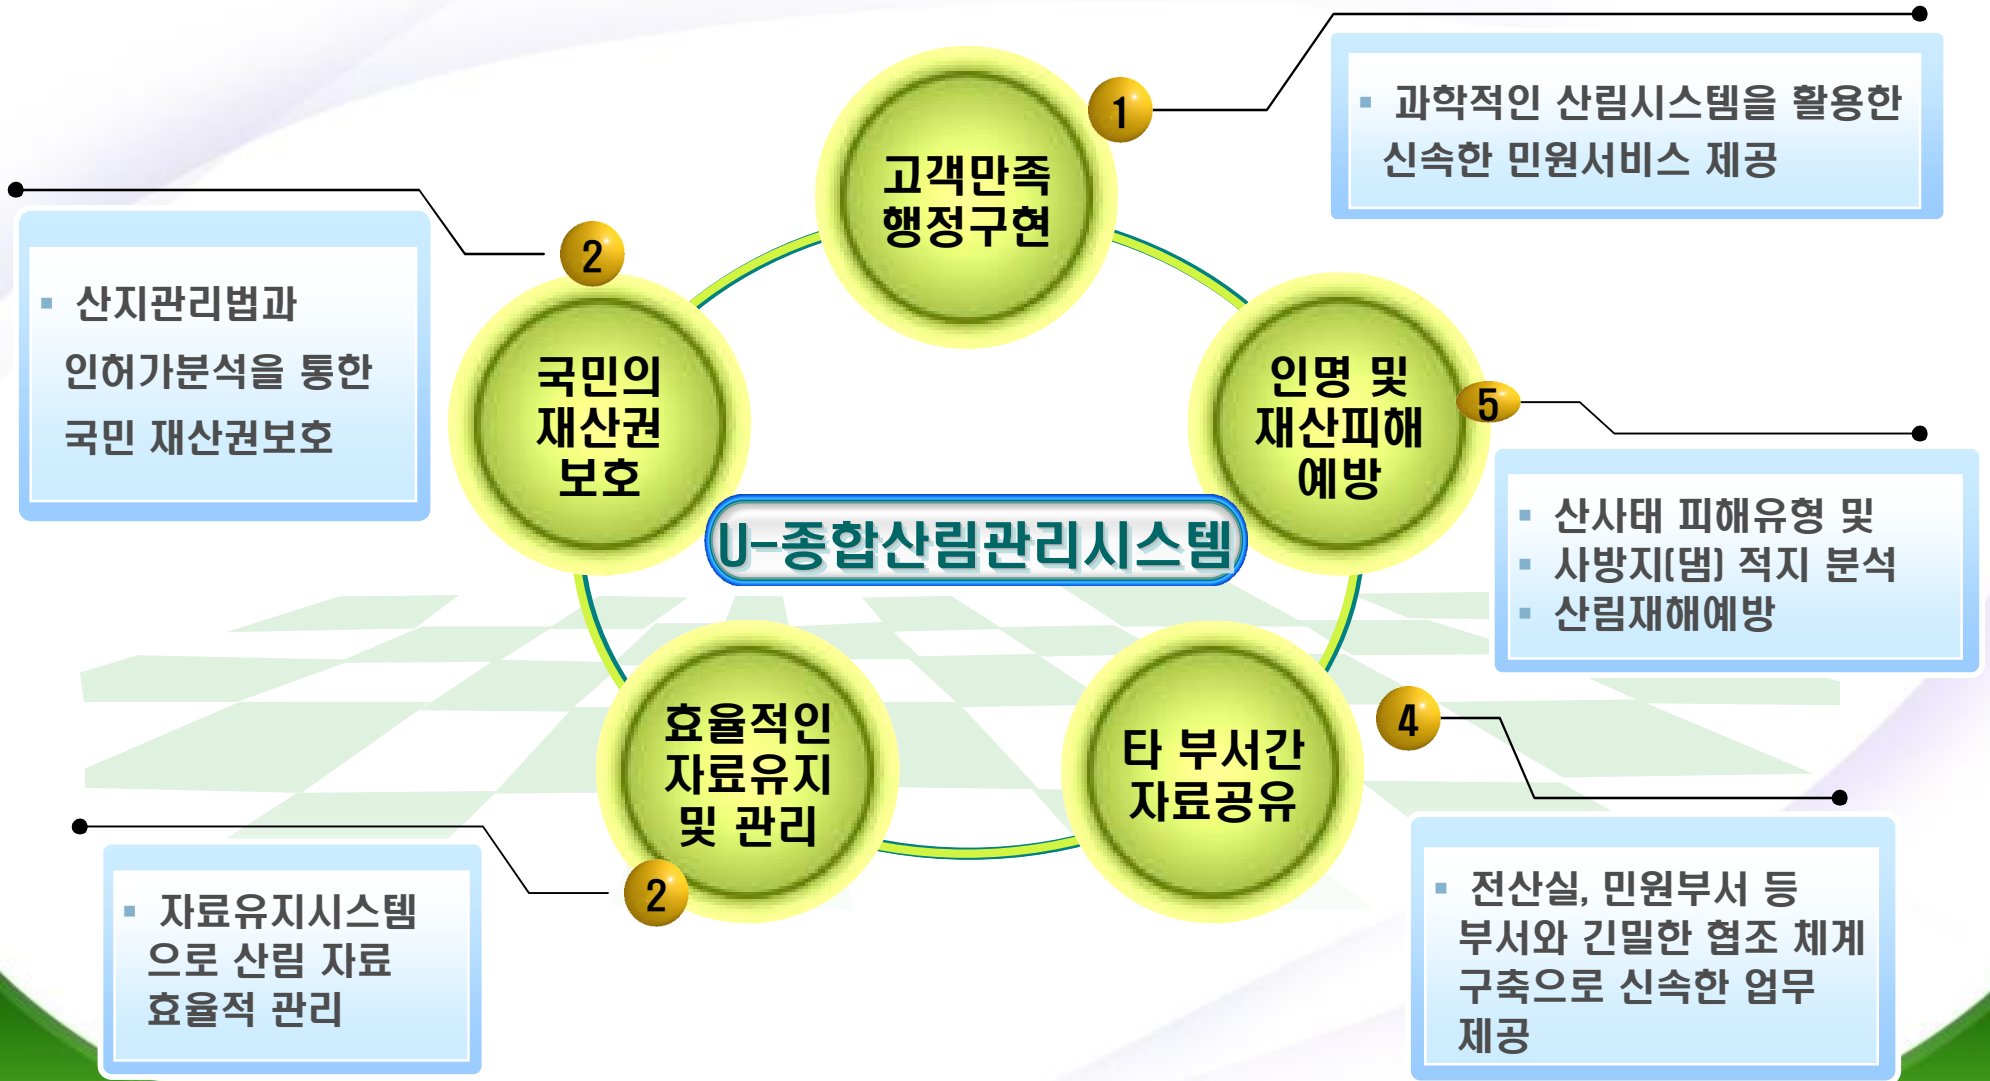 1
고객만족
행정구현
▪ 과학적인 산림시스템을 활용한
신속한 민원서비스 제공
2
국민의
재산권
보호
▪ 산지관리법과
인허가분석을 통한
국민 재산권보호
인명 및
재산피해
예방
5
▪ 산사태 피해유형 및
▪ 사방지(댐) 적지 분석
▪ 산림재해예방
U-종합산림관리시스템
효율적인
자료유지
및 관리
2
▪ 자료유지시스템
으로 산림 자료
효율적 관리
타 부서간
자료공유
4
▪ 전산실, 민원부서 등
부서와 긴밀한 협조 체계
구축으로 신속한 업무
제공